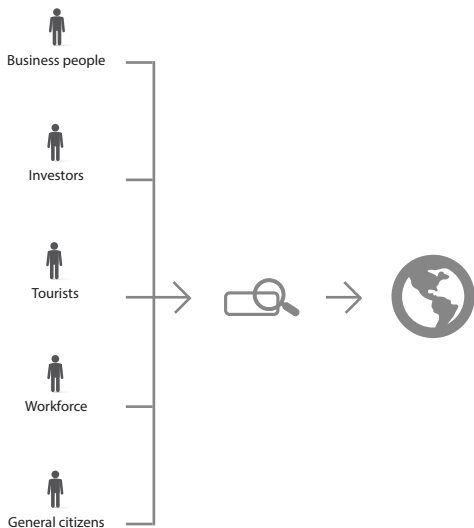 Business people
Investors
Tourists
Workforce
General citizens